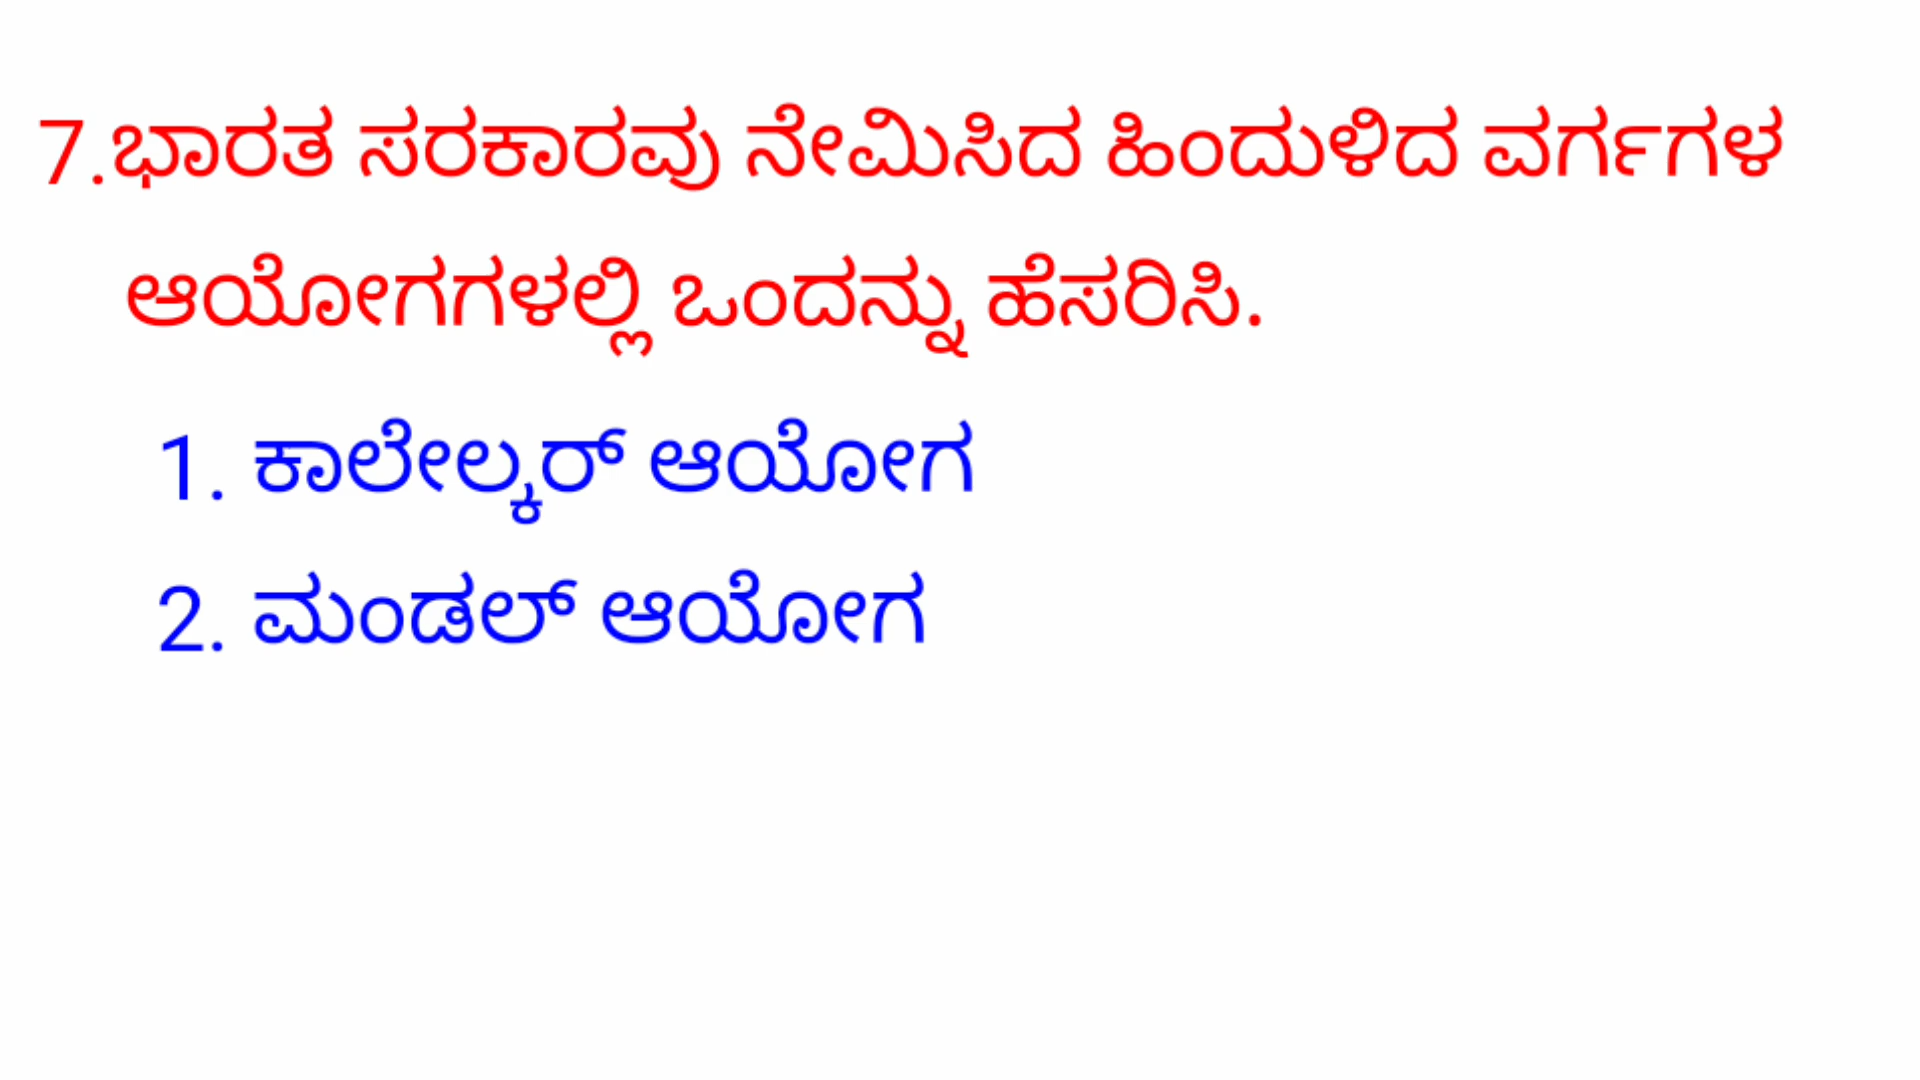 7.ಭಾರತ ಸರಕಾರವು ನೇಮಿಸಿದ ಹಿಂದುಳಿದ ವರ್ಗಗಳ
ಆಯೋಗಗಳಲ್ಲಿ ಒಂದನ್ನು ಹೆಸರಿಸಿ.
1. ಕಾಲೇಲ್ಕರ್ ಆಯೋಗ
2. ಮಂಡಲ್ ಆಯೋಗ